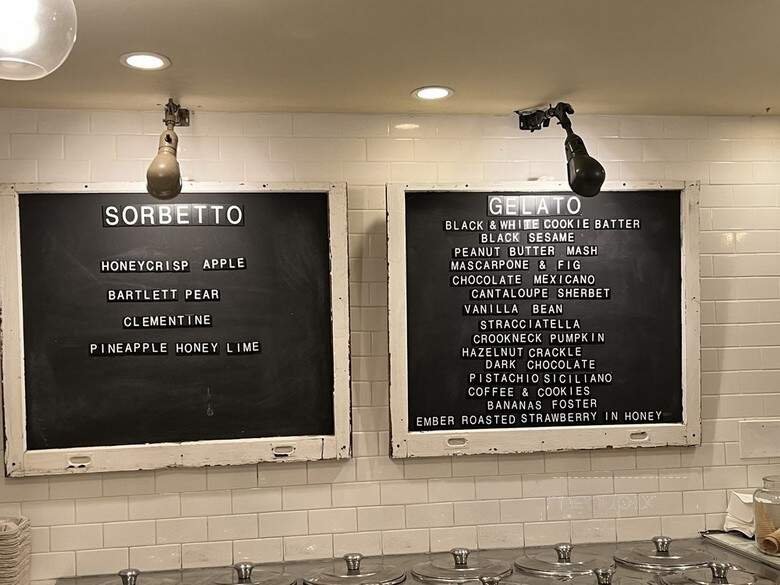 SORBETTO
HONEYCRISP APPLE
BARTLETT PEAR
CLEMENTINE
PINEAPPLE HONEY LIME
GELATO
BLACK & WHITE COOKIE BATTER
BLACK SESAME
PEANUT BUTTER MASH
MASCARPONE & FIG
CHOCOLATE MEXICANO
CANTALOUPE SHERBET
VANILLA BEAN
STRACCIATELLA
CROOKNECK PUMPKIN
HAZELNUT CRACKLE
DARK CHOCOLATE
PISTACHIO SICILIANO
COFFEE & COOKIES
BANANAS FOSTER
EMBER ROASTED STRAWBERRY IN HONEY